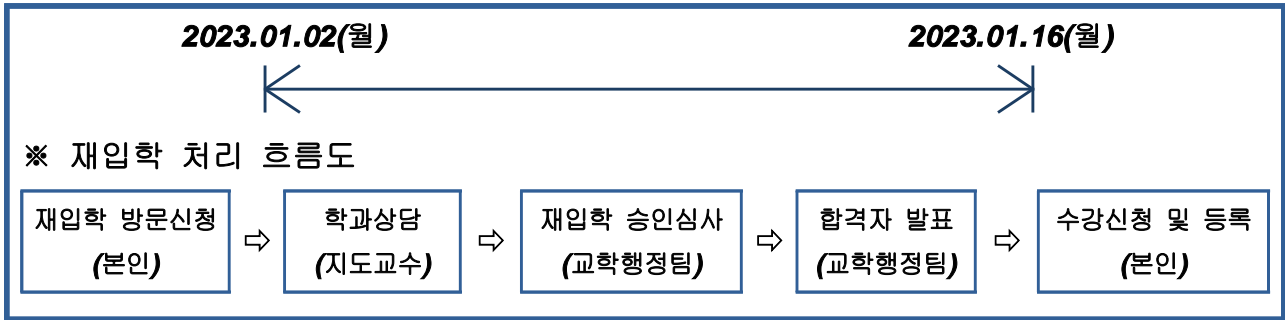 2023.01.02(월) 2023.01.16(월)
※ 재입학 처리 흐름도
재입학 방문신청 ⇨ 학과상담 ⇨ 재입학 승인심사 ⇨ 합격자 발표 ⇨ 수강신청 및 등록
(본인) (지도교수) (교학행정팀) (교학행정팀) (본인)